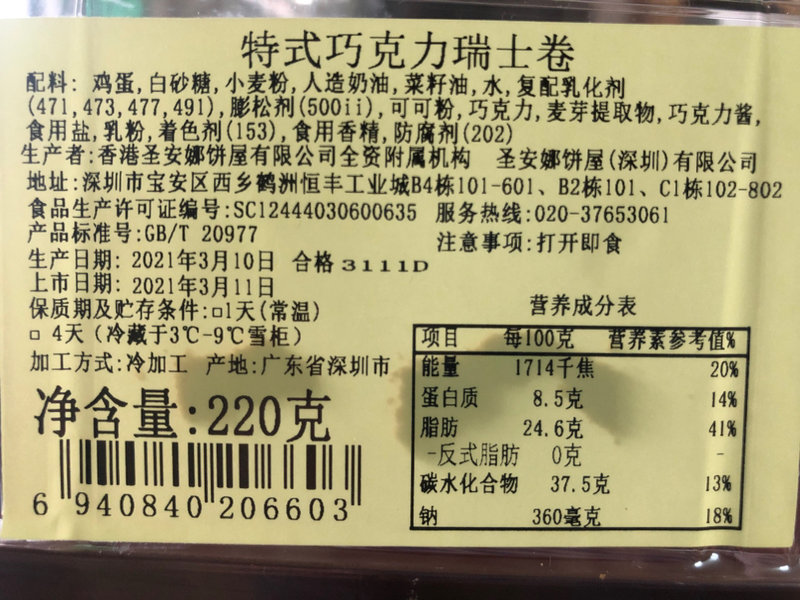 特式巧克力瑞士卷
配料: 鸡蛋,白砂糖,小麦粉,人造奶油,菜籽油,水,复配乳化剂
(471,473,477,491),膨松剂(500ii),可可粉,巧克力,麦芽提取物,巧克力酱,
食用盐,乳粉,着色剂(153),食用香精,防腐剂(202)
生产者:香港圣安娜饼屋有限公司全资附属机构 圣安娜饼屋(深圳)有限公司
地址:深圳市宝安区西乡鹤洲恒丰工业城B4栋101-601、B2栋101、C1栋102-802
食品生产许可证编号:SC12444030600635 服务热线:020-37653061
产品标准号:GB/T 20977 注意事项:打开即食
生产日期: 2021年3月10日 合格 3111D
上市日期: 2021年3月11日
保质期及贮存条件:□1天(常温)
□ 4天 (冷藏于3℃-9℃雪柜)
加工方式:冷加工 产地:广东省深圳市
净含量:220克
6 940840 206603
营养成分表
项目 每100克 营养素参考值%
能量 1714千焦 20%
蛋白质 8.5克 14%
脂肪 24.6克 41%
-反式脂肪 0克 -
碳水化合物 37.5克 13%
钠 360毫克 18%